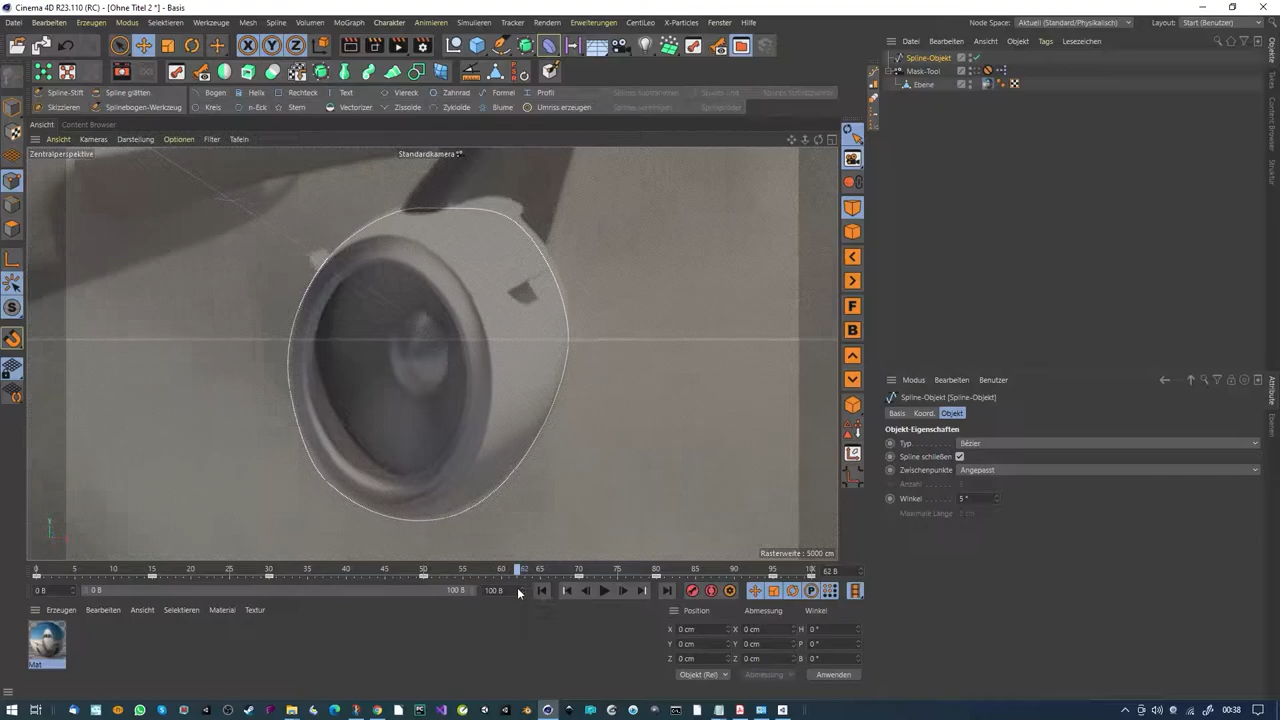 Cinema 4D R23.110 (RC) - [Ohne Titel 2 *] - Basis
Datei Bearbeiten Erzeugen Modus Selektieren Werkzeuge Mesh Spline Volumen MoGraph Charakter Animieren Simulieren Tracker Rendern Erweiterungen CentiLeo X-Particles Fenster Hilfe
Node Space: Aktuell (Standard/Physikalisch) Layout: Start (Benutzer)
Datei Bearbeiten Ansicht Objekt Tags Lesezeichen
Spline-Objekt
Mask-Tool
Ebene
Spline-Stift Spline glätten Bogen Helix Rechteck Text Viereck Zahnrad Formel Profil
Skizzieren Splinebogen-Werkzeug Kreis n-Eck Stern Vektorizer Zissoide Zykloide Blume Umriss erzeugen
Ansicht Content Browser
Ansicht Kameras Darstellung Optionen Filter Tafeln
Zentralperspektive Standardkamera
Rasterweite : 5000 cm
Objekte
Takes
Content Browser
Struktur
Modus Bearbeiten Benutzer
Spline-Objekt [Spline-Objekt]
Basis Koord. Objekt
Objekt-Eigenschaften
Typ Bézier
Spline schließen
Zwischenpunkte Angepasst
Anzahl
Winkel 5 °
Maximale Länge
Attribute
Ebenen
0 5 10 15 20 25 30 35 40 45 50 55 60 62 65 70 75 80 85 90 95 100 62 B
0 B 0 B 100 B 100 B
Erzeugen Bearbeiten Ansicht Selektieren Material Textur
Mat
Position Abmessung Winkel
X 0 cm X 0 cm H 0 °
Y 0 cm Y 0 cm P 0 °
Z 0 cm Z 0 cm B 0 °
Objekt (Rel) Abmessung Anwenden
00:38